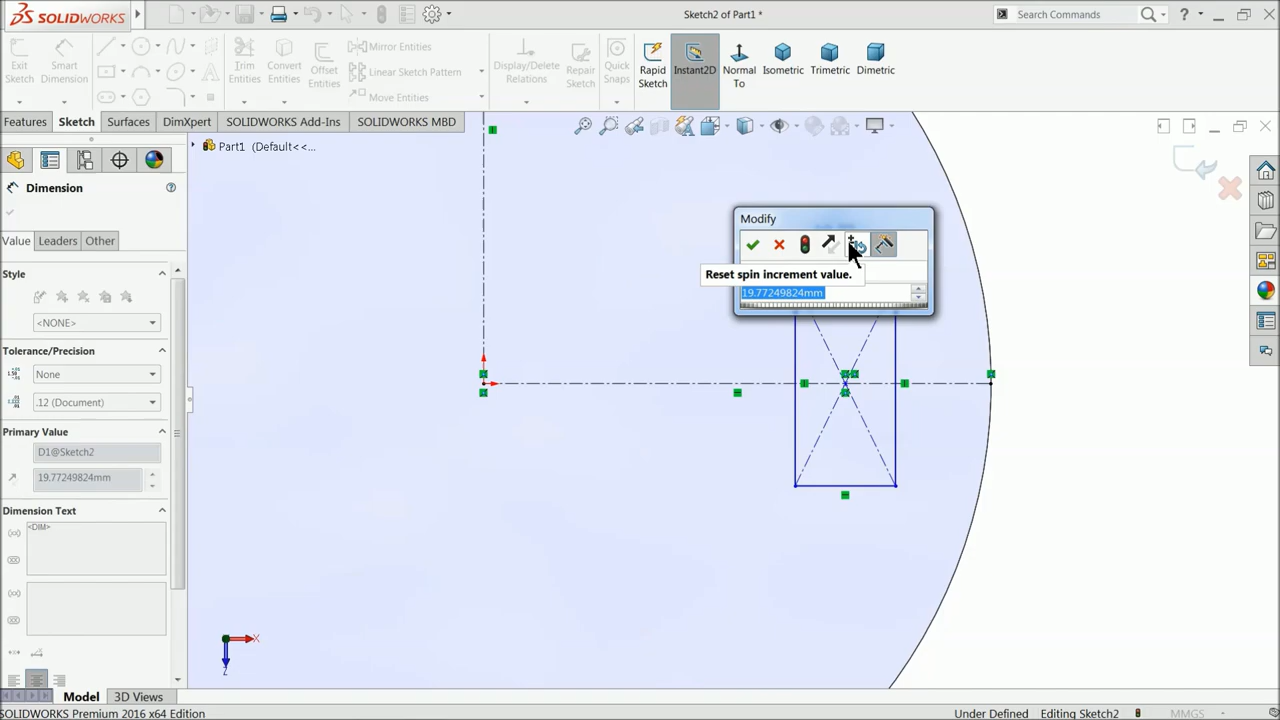 SOLIDWORKS
Sketch2 of Part1 *
Search Commands
?
Exit Sketch
Smart Dimension
Trim Entities
Convert Entities
Offset Entities
Mirror Entities
Linear Sketch Pattern
Move Entities
Display/Delete Relations
Repair Sketch
Quick Snaps
Rapid Sketch
Instant2D
Normal To
Isometric
Trimetric
Dimetric
Features
Sketch
Surfaces
DimXpert
SOLIDWORKS Add-Ins
SOLIDWORKS MBD
Part1 (Default<<...
Dimension
Value
Leaders
Other
Style
<NONE>
Tolerance/Precision
None
.12 (Document)
Primary Value
D1@Sketch2
19.77249824mm
Dimension Text
<DIM>
Modify
Reset spin increment value.
19.77249824mm
X
Z
Model
3D Views
SOLIDWORKS Premium 2016 x64 Edition
Under Defined
Editing Sketch2
MMGS